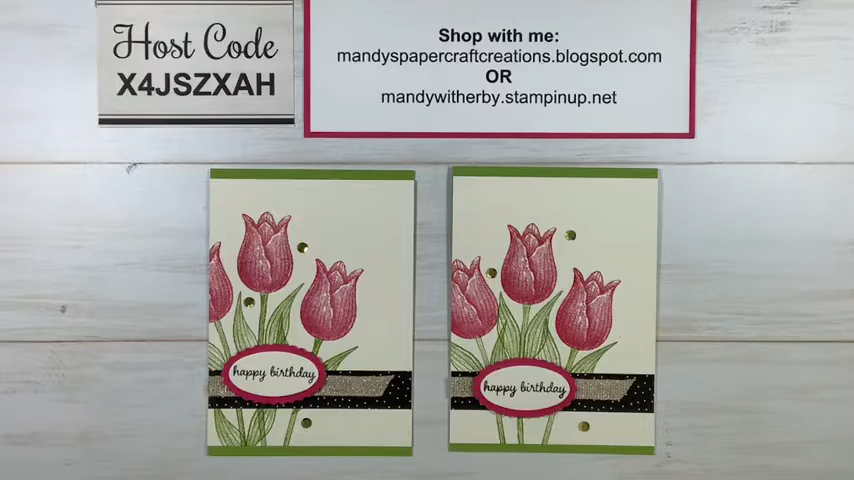 Host Code
X4JSZXAH
Shop with me:
mandyspapercraftcreations.blogspot.com
OR
mandywitherby.stampinup.net
happy birthday
happy birthday